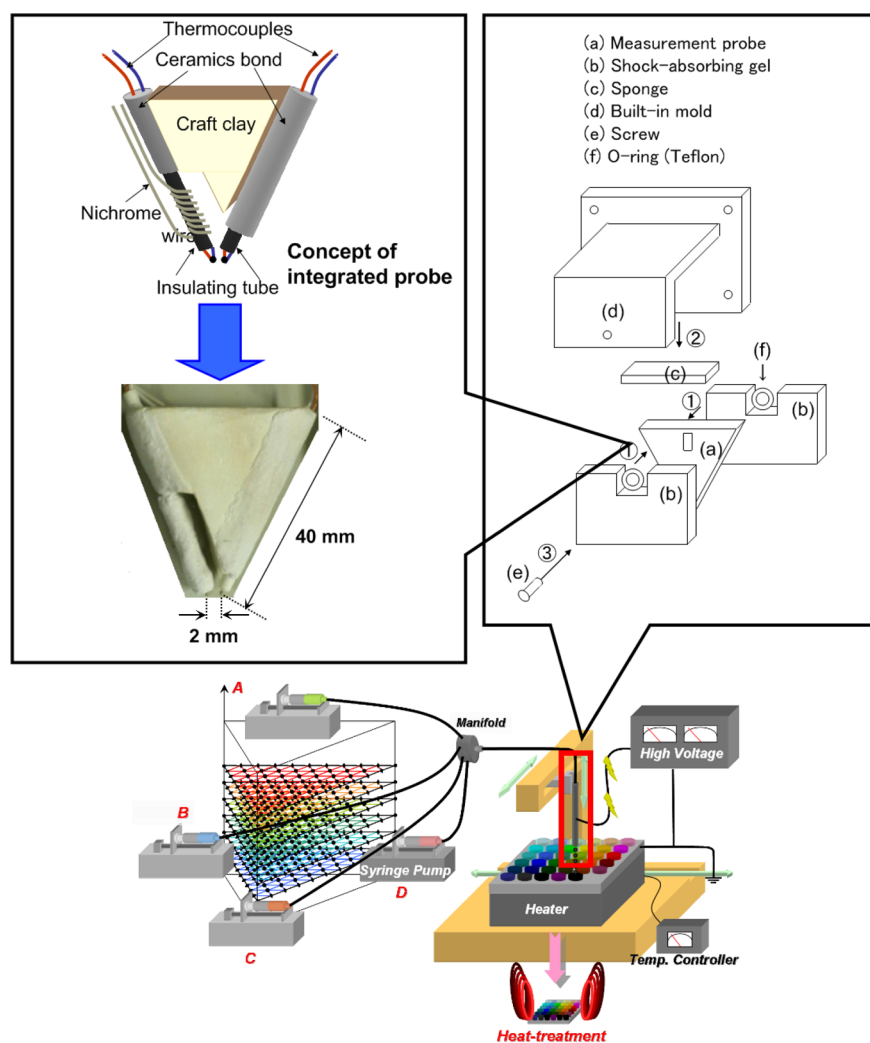 Thermocouples
Ceramics bond
Craft clay
Nichrome
wire
Insulating tube
Concept of
integrated probe
40 mm
2 mm
(a) Measurement probe
(b) Shock-absorbing gel
(c) Sponge
(d) Built-in mold
(e) Screw
(f) O-ring (Teflon)
(d)
②
(f)
(c)
①
(b)
(a)
①
(b)
③
(e)
A
Manifold
High Voltage
B
Syringe Pump
D
C
Heater
Temp. Controller
Heat-treatment